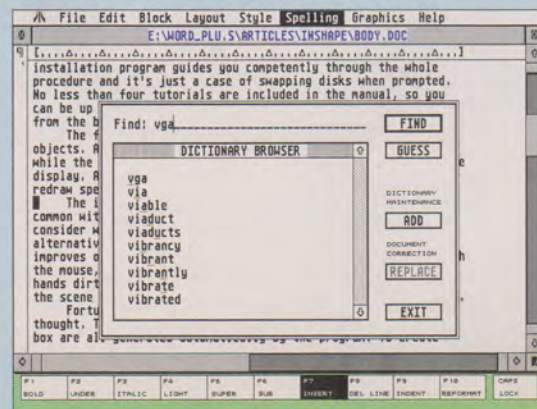 File Edit Block Layout Style Spelling Graphics Help
E:\WORD_PLU.S\ARTICLES\INSHAPE\BODY.DOC
installation program guides you competently through the whole
procedure and it's just a case of swapping disks when prompted.
No less than four tutorials are included in the manual, so you
can be up
from the b
The f
objects. A
while the
display. A
redraw spe
The i
common wit
consider w
alternativ
improves o
the mouse,
hands dirt
the scene
Fortu
thought. T
box are
Find: vga
FIND
DICTIONARY BROWSER
GUESS
vga
via
viable
viaduct
viaducts
vibrancy
vibrant
vibrantly
vibrate
vibrated
DICTIONARY
MAINTENANCE
ADD
DOCUMENT
CORRECTION
REPLACE
EXIT
F1 F2 F3 F4 F5 F6 F7 F8 F9 F10 CAPS
BOLD UNDER ITALIC LIGHT SUPER SUB INSERT DEL LINE INDENT REFORMAT LOCK